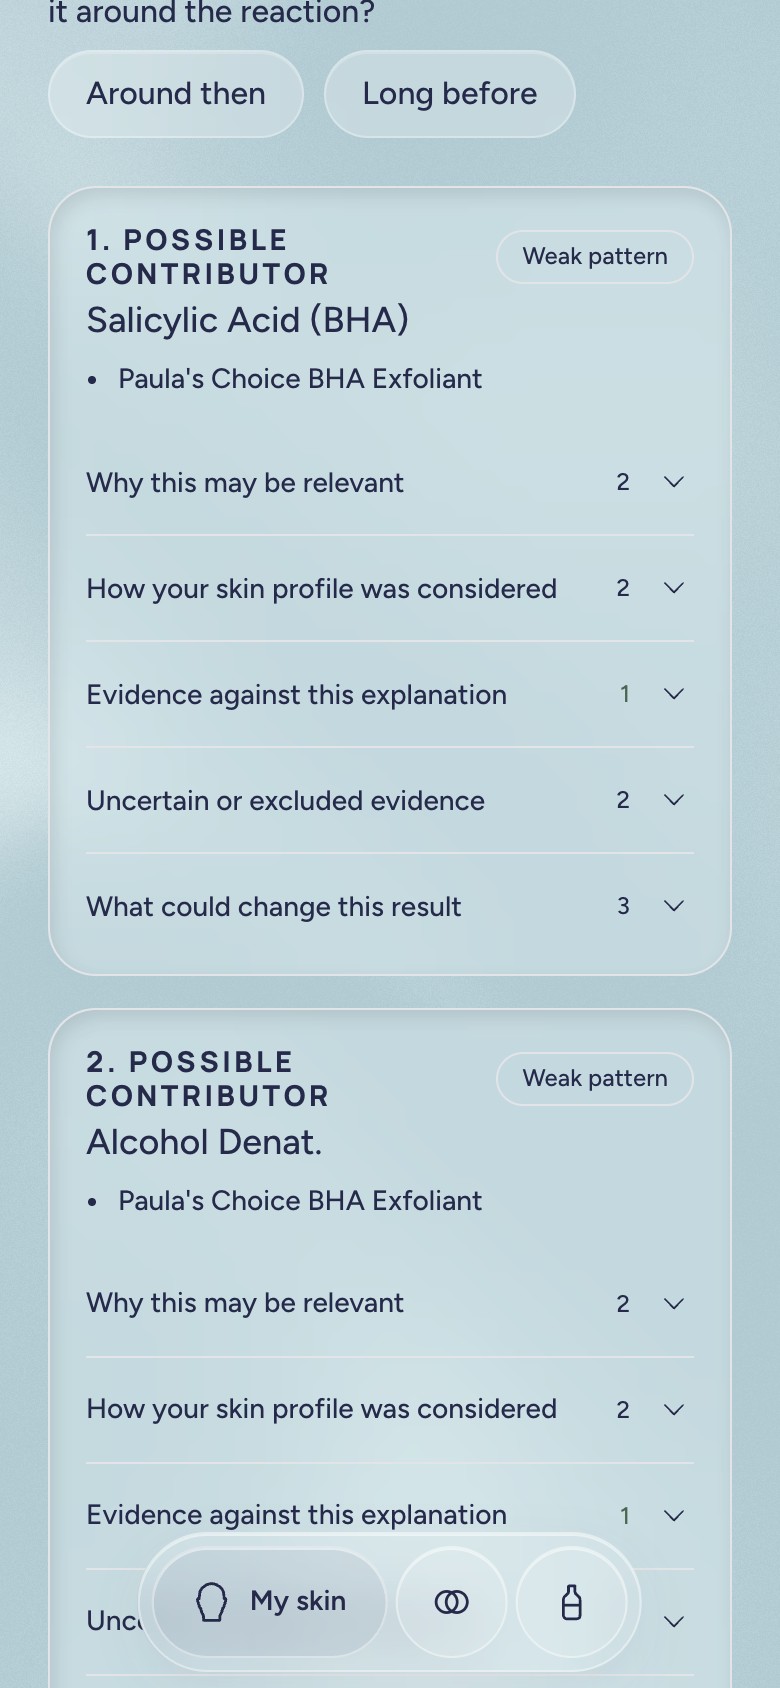 it around the reaction?
Around then
Long before
1. POSSIBLE
CONTRIBUTOR
Weak pattern
Salicylic Acid (BHA)
• Paula's Choice BHA Exfoliant
Why this may be relevant 2
How your skin profile was considered 2
Evidence against this explanation 1
Uncertain or excluded evidence 2
What could change this result 3
2. POSSIBLE
CONTRIBUTOR
Weak pattern
Alcohol Denat.
• Paula's Choice BHA Exfoliant
Why this may be relevant 2
How your skin profile was considered 2
Evidence against this explanation 1
My skin